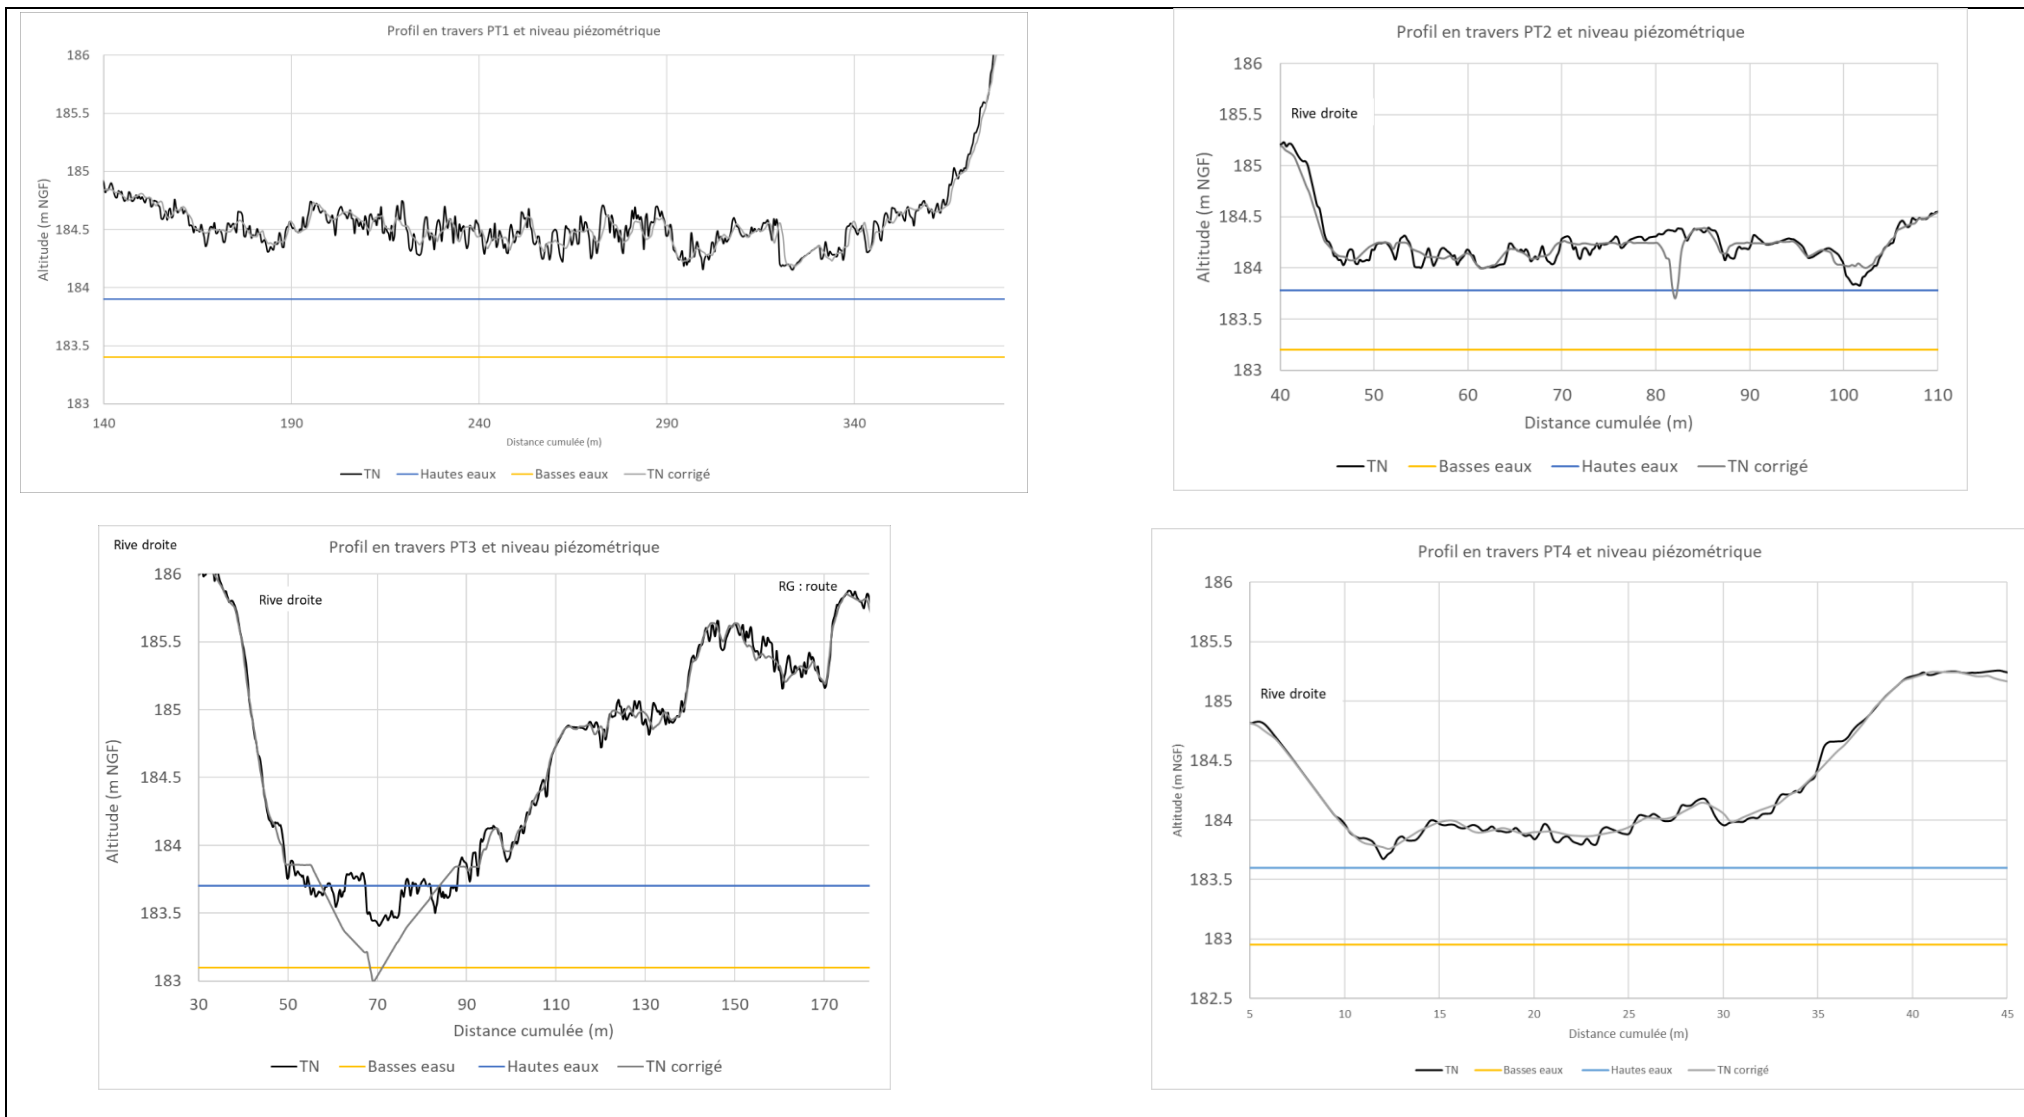 Profil en travers PT1 et niveau piézométrique
186
185.5
185
184.5
184
183.5
183
Altitude (m NGF)
140 190 240 290 340
Distance cumulée (m)
TN Hautes eaux Basses eaux TN corrigé
Profil en travers PT2 et niveau piézométrique
Rive droite
186
185.5
185
184.5
184
183.5
183
Altitude (m NGF)
40 50 60 70 80 90 100 110
Distance cumulée (m)
TN Basses eaux Hautes eaux TN corrigé
Rive droite
Profil en travers PT3 et niveau piézométrique
Rive droite
RG : route
186
185.5
185
184.5
184
183.5
183
Altitude (m NGF)
30 50 70 90 110 130 150 170
Distance cumulée (m)
TN Basses easu Hautes eaux TN corrigé
Profil en travers PT4 et niveau piézométrique
Rive droite
186
185.5
185
184.5
184
183.5
183
182.5
Altitude (m NGF)
5 10 15 20 25 30 35 40 45
Distance cumulée (m)
TN Basses eaux Hautes eaux TN corrigé